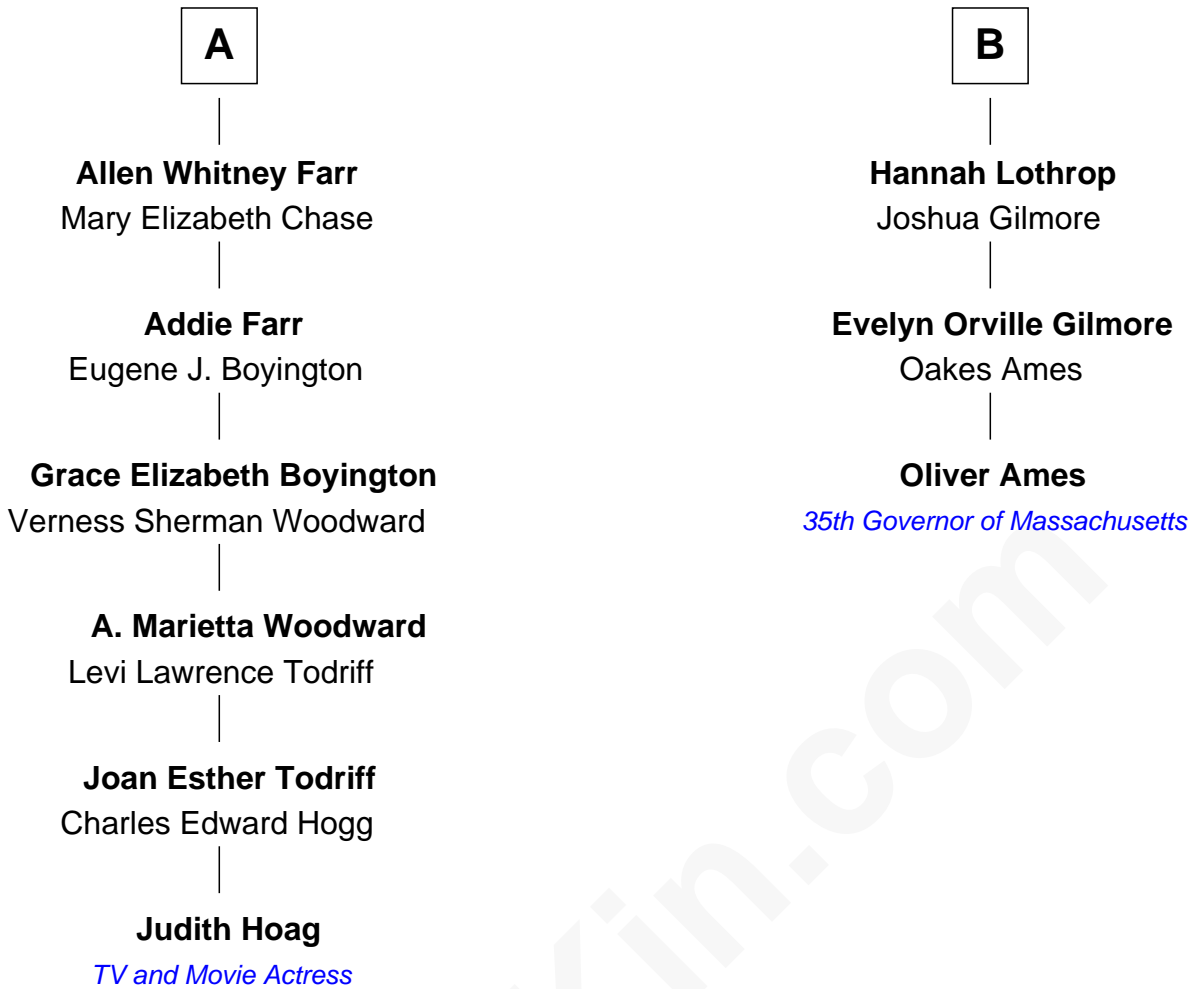 A
Allen Whitney Farr
Mary Elizabeth Chase
Addie Farr
Eugene J. Boyington
Grace Elizabeth Boyington
Verness Sherman Woodward
A. Marietta Woodward
Levi Lawrence Todriff
Joan Esther Todriff
Charles Edward Hogg
Judith Hoag
TV and Movie Actress
B
Hannah Lothrop
Joshua Gilmore
Evelyn Orville Gilmore
Oakes Ames
Oliver Ames
35th Governor of Massachusetts
Kin.com